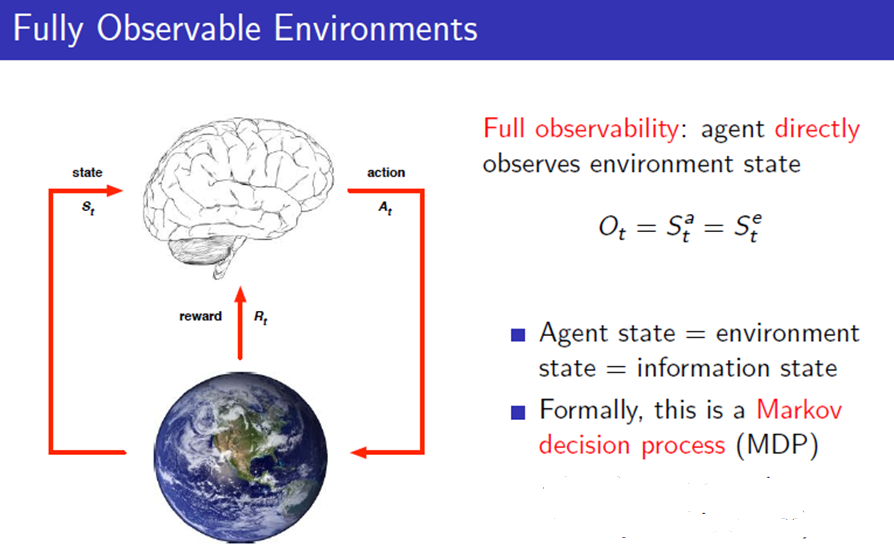 Fully Observable Environments
state
S_t
action
A_t
reward R_t
Full observability: agent directly
observes environment state
O_t = S_t^a = S_t^e
Agent state = environment
state = information state
Formally, this is a Markov
decision process (MDP)